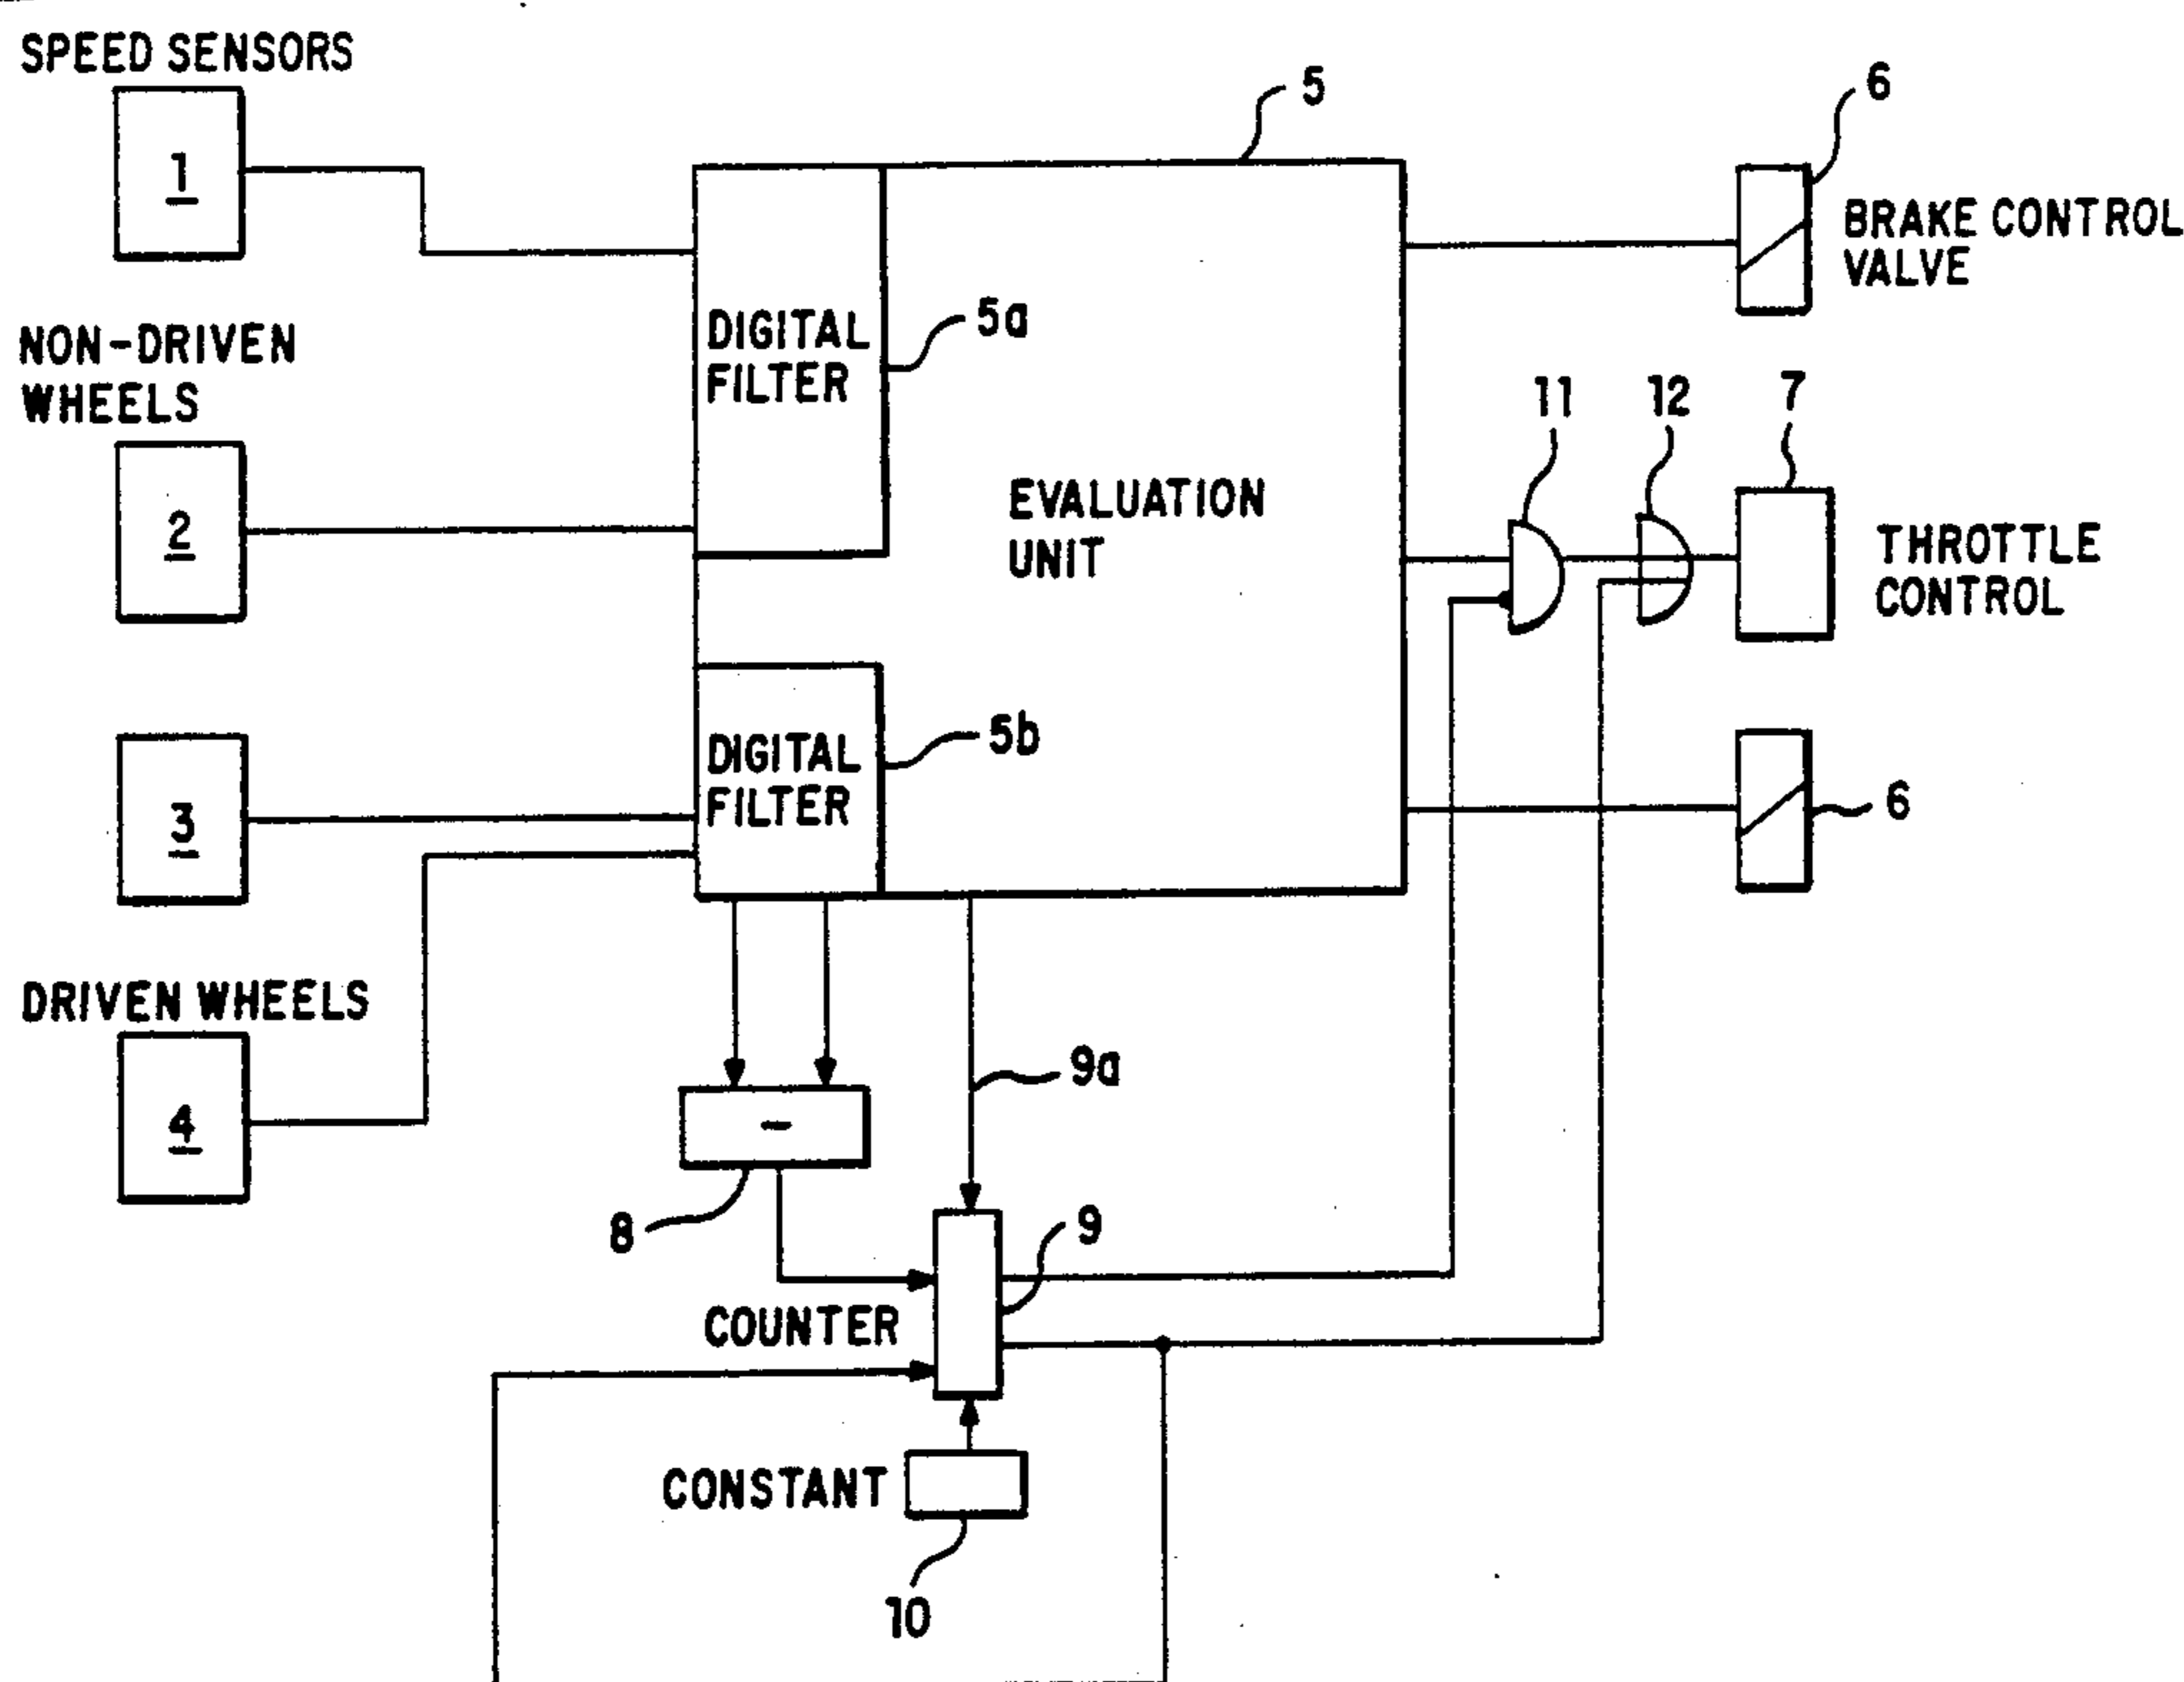 SPEED SENSORS
1
NON-DRIVEN
WHEELS
2
3
DRIVEN WHEELS
4
5
DIGITAL
FILTER
5a
EVALUATION
UNIT
DIGITAL
FILTER
5b
6
BRAKE CONTROL
VALVE
11
12
7
THROTTLE
CONTROL
6
9a
-
8
9
COUNTER
CONSTANT
10